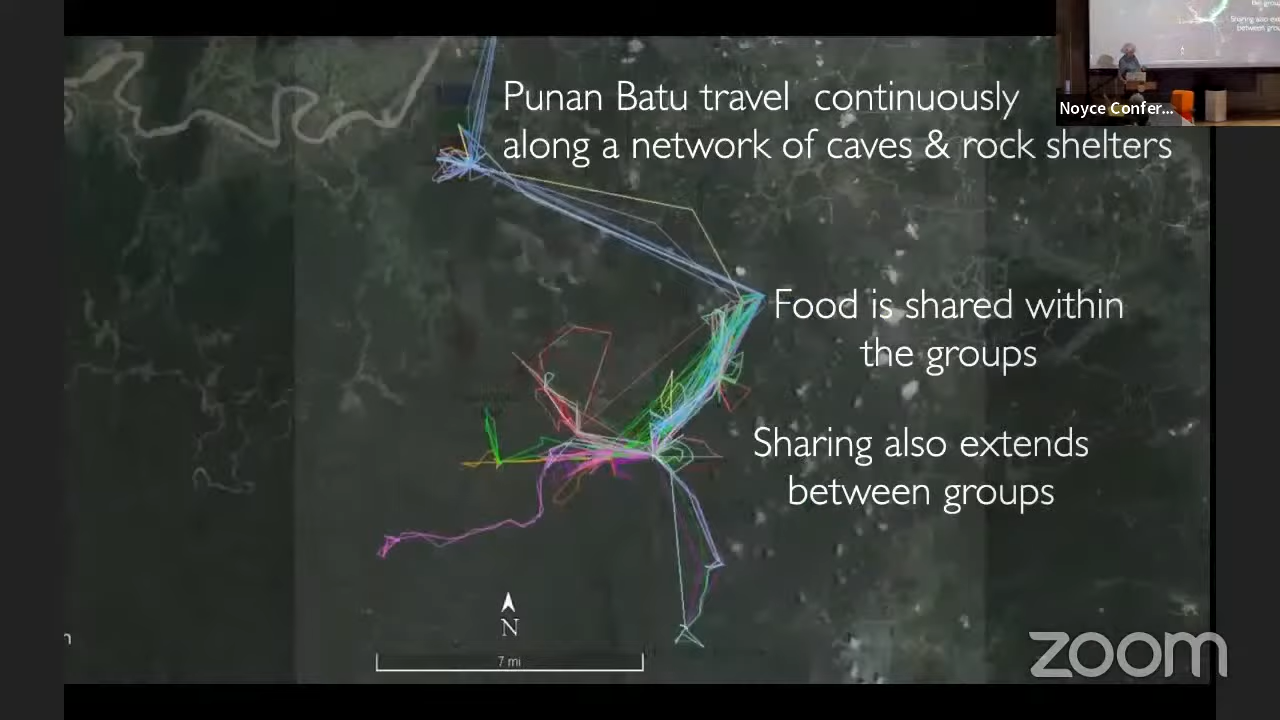 Punan Batu travel continuously
along a network of caves & rock shelters
Noyce Confer...
Food is shared within
the groups
Sharing also extends
between groups
N
7 mi
zoom